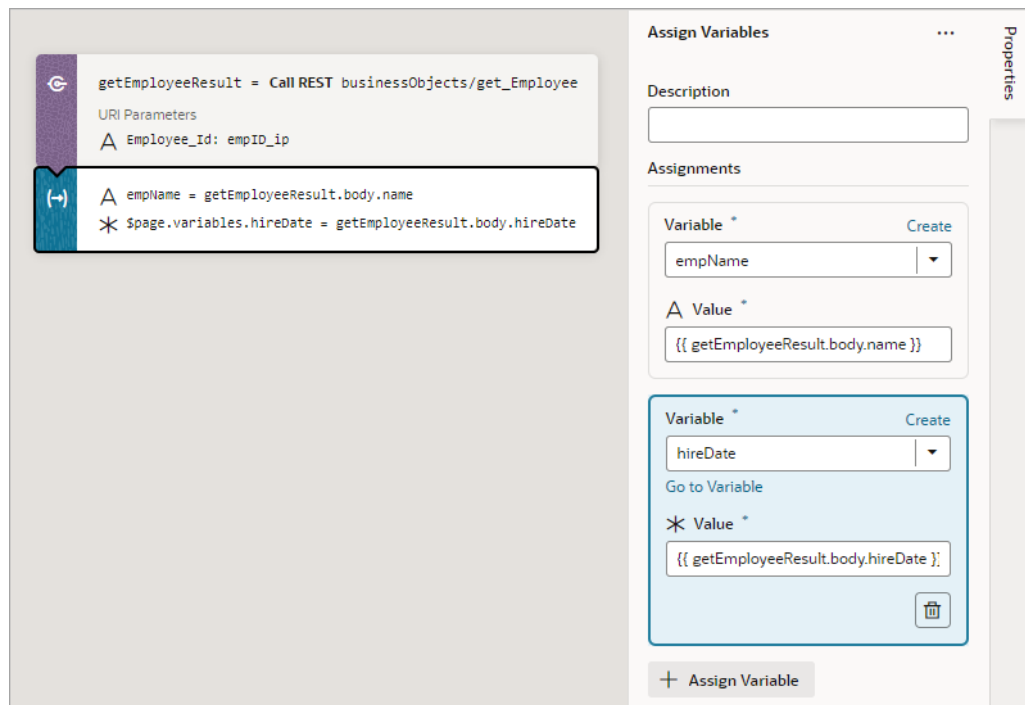 getEmployeeResult = Call REST businessObjects/get_Employee
URI Parameters
A Employee_Id: empID_ip
A empName = getEmployeeResult.body.name
* $page.variables.hireDate = getEmployeeResult.body.hireDate
Assign Variables
Description
Assignments
Variable * Create
empName
A Value *
{{ getEmployeeResult.body.name }}
Variable * Create
hireDate
Go to Variable
* Value *
{{ getEmployeeResult.body.hireDate }}
+ Assign Variable
Properties